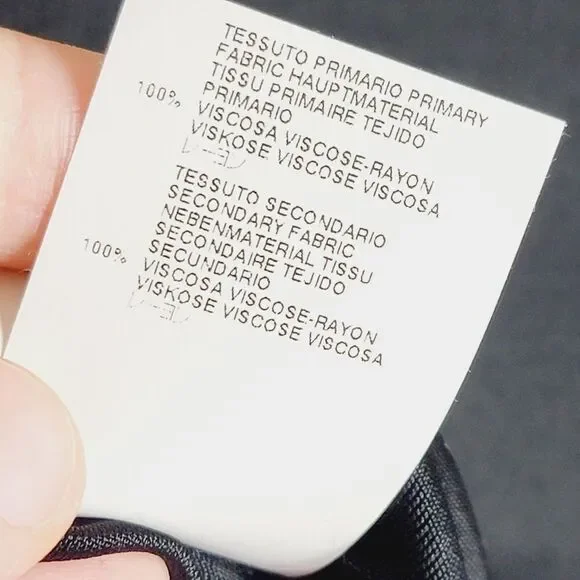 TESSUTO PRIMARIO PRIMARY
FABRIC HAUPTMATERIAL
TISSU PRIMAIRE TEJIDO
PRIMARIO
100% VISCOSA VISCOSE-RAYON
VISKOSE VISCOSE VISCOSA
TESSUTO SECONDARIO
SECONDARY FABRIC
NEBENMATERIAL TISSU
SECONDAIRE TEJIDO
SECUNDARIO
100% VISCOSA VISCOSE-RAYON
VISKOSE VISCOSE VISCOSA